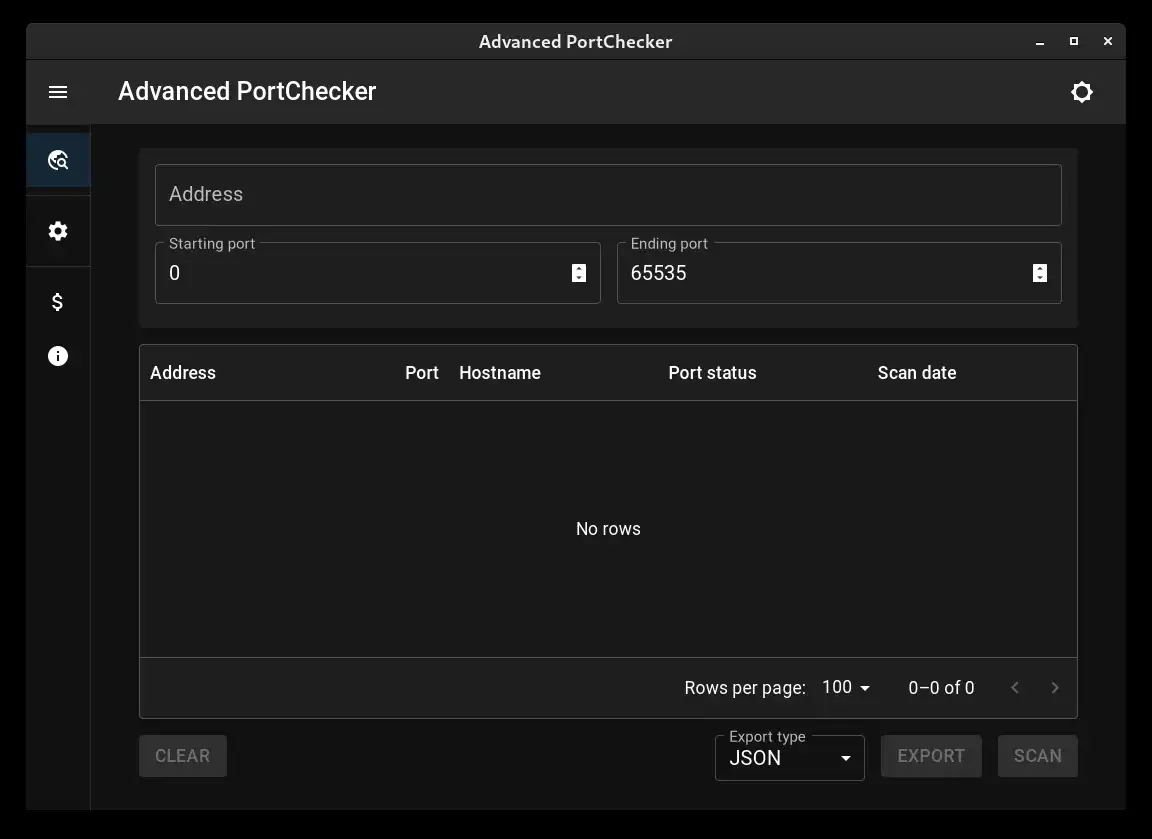 Advanced PortChecker
Advanced PortChecker
Address
Starting port
0
Ending port
65535
Address Port Hostname Port status Scan date
No rows
$
Rows per page: 100 0–0 of 0
CLEAR
Export type
JSON
EXPORT
SCAN